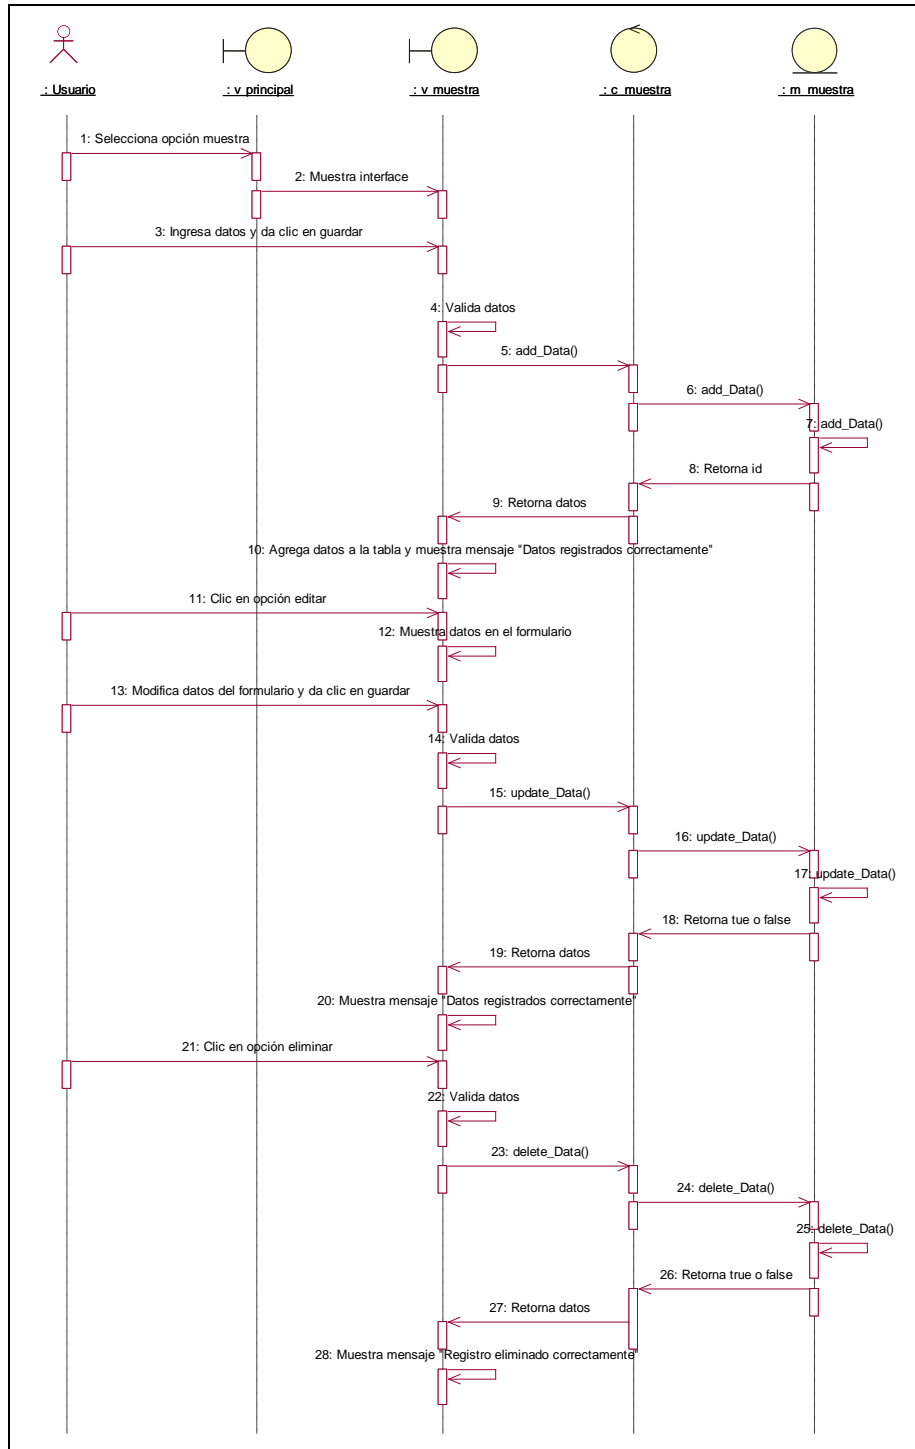 : Usuario
: v_principal
: v_muestra
: c_muestra
: m_muestra
1: Selecciona opción muestra
2: Muestra interface
3: Ingresa datos y da clic en guardar
4: Valida datos
5: add_Data()
6: add_Data()
7: add_Data()
8: Retorna id
9: Retorna datos
10: Agrega datos a la tabla y muestra mensaje "Datos registrados correctamente"
11: Clic en opción editar
12: Muestra datos en el formulario
13: Modifica datos del formulario y da clic en guardar
14: Valida datos
15: update_Data()
16: update_Data()
17: update_Data()
18: Retorna tue o false
19: Retorna datos
20: Muestra mensaje "Datos registrados correctamente"
21: Clic en opción eliminar
22: Valida datos
23: delete_Data()
24: delete_Data()
25: delete_Data()
26: Retorna true o false
27: Retorna datos
28: Muestra mensaje "Registro eliminado correctamente"